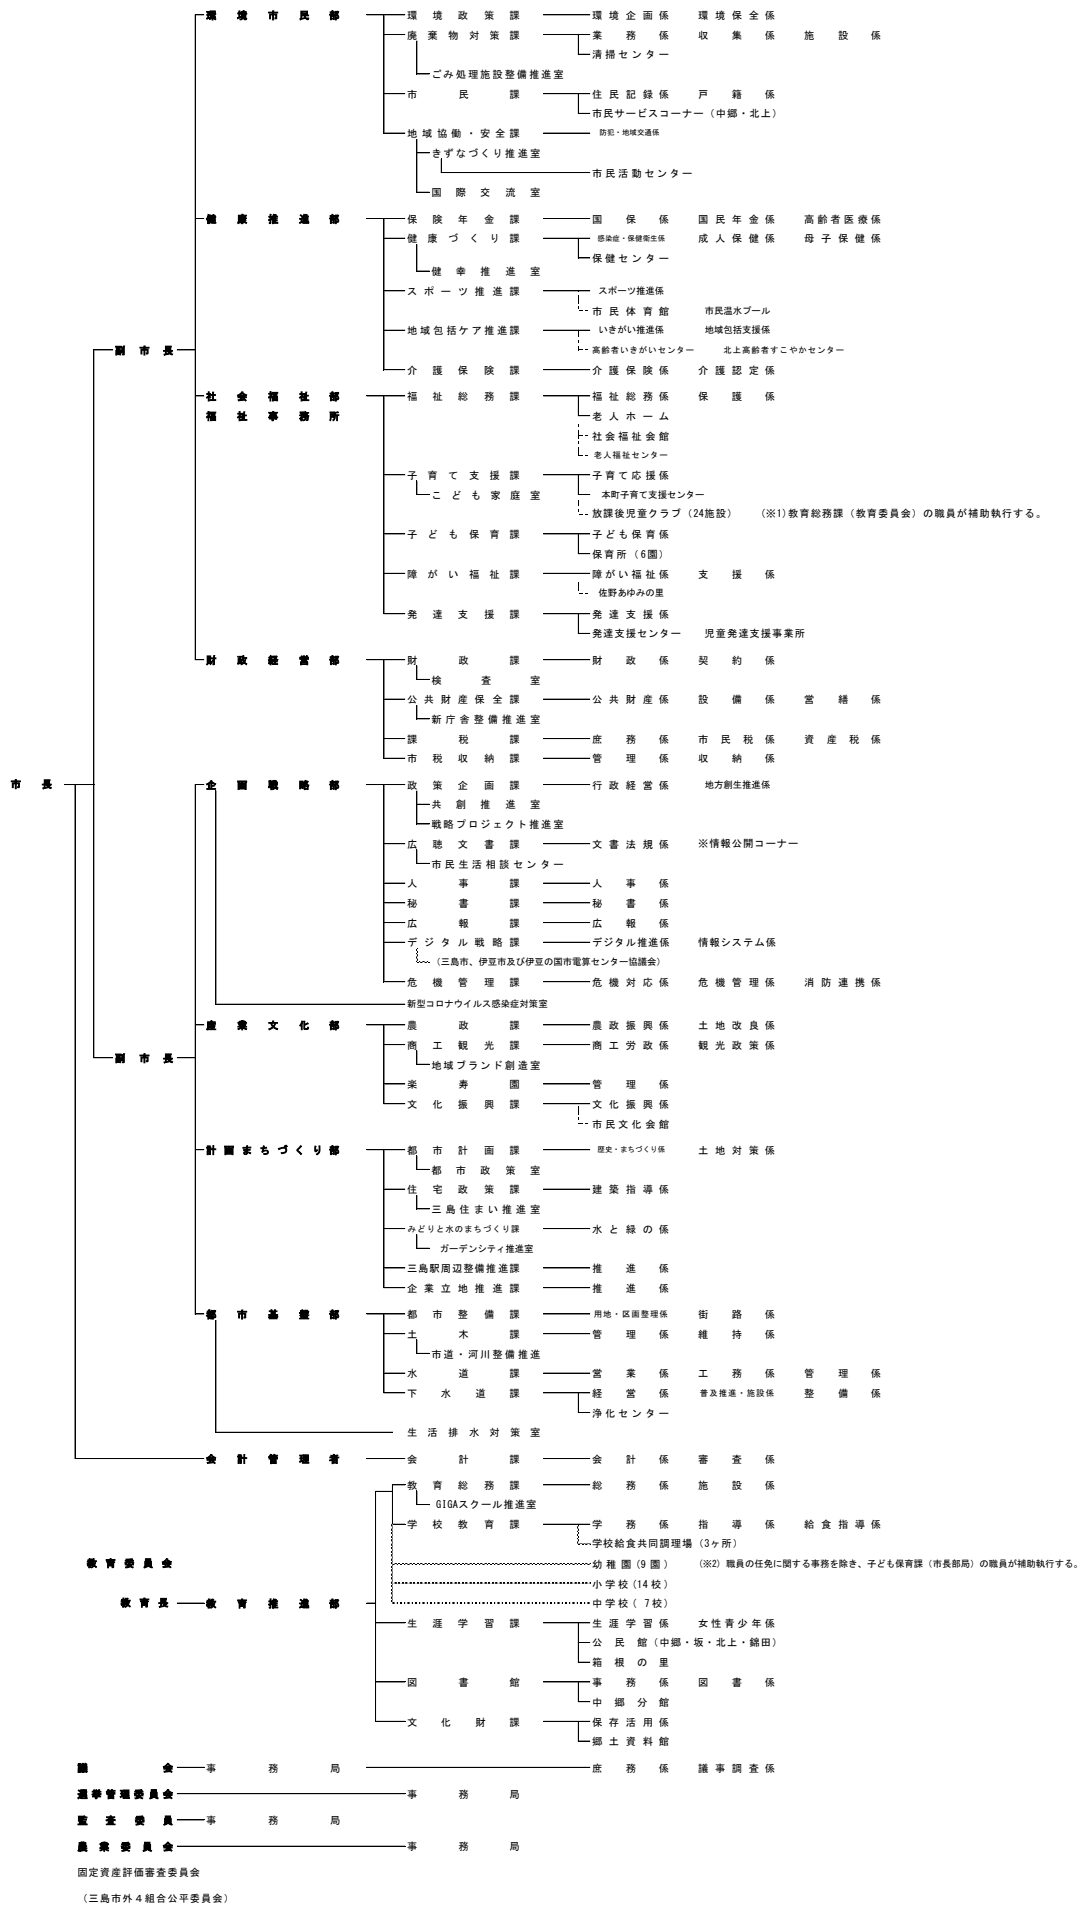 環境市民部 環境政策課 環境企画係 環境保全係
廃棄物対策課 業務係 収集係 施設係
清掃センター
ごみ処理施設整備推進室
市民課 住民記録係 戸籍係
市民サービスコーナー（中郷・北上）
地域協働・安全課 防犯・地域交通係
きずなづくり推進室
市民活動センター
国際交流室
健康推進部 保険年金課 国保係 国民年金係 高齢者医療係
健康づくり課 感染症・保健衛生係 成人保健係 母子保健係
保健センター
健幸推進室
スポーツ推進課 スポーツ推進係
市民体育館 市民温水プール
地域包括ケア推進課 いきがい推進係 地域包括支援係
副市長 高齢者いきがいセンター 北上高齢者すこやかセンター
介護保険課 介護保険係 介護認定係
社会福祉部 福祉総務課 福祉総務係 保護係
福祉事務所 老人ホーム
社会福祉会館
老人福祉センター
子育て支援課 子育て応援係
こども家庭室 本町子育て支援センター
放課後児童クラブ（24施設） （※1)教育総務課（教育委員会）の職員が補助執行する。
子ども保育課 子ども保育係
保育所（6園）
障がい福祉課 障がい福祉係 支援係
佐野あゆみの里
発達支援課 発達支援係
発達支援センター 児童発達支援事業所
財政経営部 財政課 財政係 契約係
検査室
公共財産保全課 公共財産係 設備係 営繕係
新庁舎整備推進室
課税課 庶務係 市民税係 資産税係
市税収納課 管理係 収納係
市長 企画戦略部 政策企画課 行政経営係 地方創生推進係
共創推進室
戦略プロジェクト推進室
広聴文書課 文書法規係 ※情報公開コーナー
市民生活相談センター
人事課 人事係
秘書課 秘書係
広報課 広報係
デジタル戦略課 デジタル推進係 情報システム係
（三島市、伊豆市及び伊豆の国市電算センター協議会）
危機管理課 危機対応係 危機管理係 消防連携係
新型コロナウイルス感染症対策室
産業文化部 農政課 農政振興係 土地改良係
商工観光課 商工労政係 観光政策係
副市長 地域ブランド創造室
楽寿園 管理係
文化振興課 文化振興係
市民文化会館
計画まちづくり部 都市計画課 歴史・まちづくり係 土地対策係
都市政策室
住宅政策課 建築指導係
三島住まい推進室
みどりと水のまちづくり課 水と緑の係
ガーデンシティ推進室
三島駅周辺整備推進課 推進係
企業立地推進課 推進係
都市基盤部 都市整備課 用地・区画整理係 街路係
土木課 管理係 維持係
市道・河川整備推進
水道課 営業係 工務係 管理係
下水道課 経営係 普及推進・施設係 整備係
浄化センター
生活排水対策室
会計管理者 会計課 会計係 審査係
教育総務課 総務係 施設係
GIGAスクール推進室
学校教育課 学務係 指導係 給食指導係
学校給食共同調理場（3ヶ所）
教育委員会 幼稚園(9園) （※2）職員の任免に関する事務を除き、子ども保育課（市長部局）の職員が補助執行する。
小学校(14校)
教育長 教育推進部 中学校( 7校)
生涯学習課 生涯学習係 女性青少年係
公民館（中郷・坂・北上・錦田）
箱根の里
図書館 事務係 図書係
中郷分館
文化財課 保存活用係
郷土資料館
議会 事務局 庶務係 議事調査係
選挙管理委員会 事務局
監査委員 事務局
農業委員会 事務局
固定資産評価審査委員会
（三島市外４組合公平委員会）